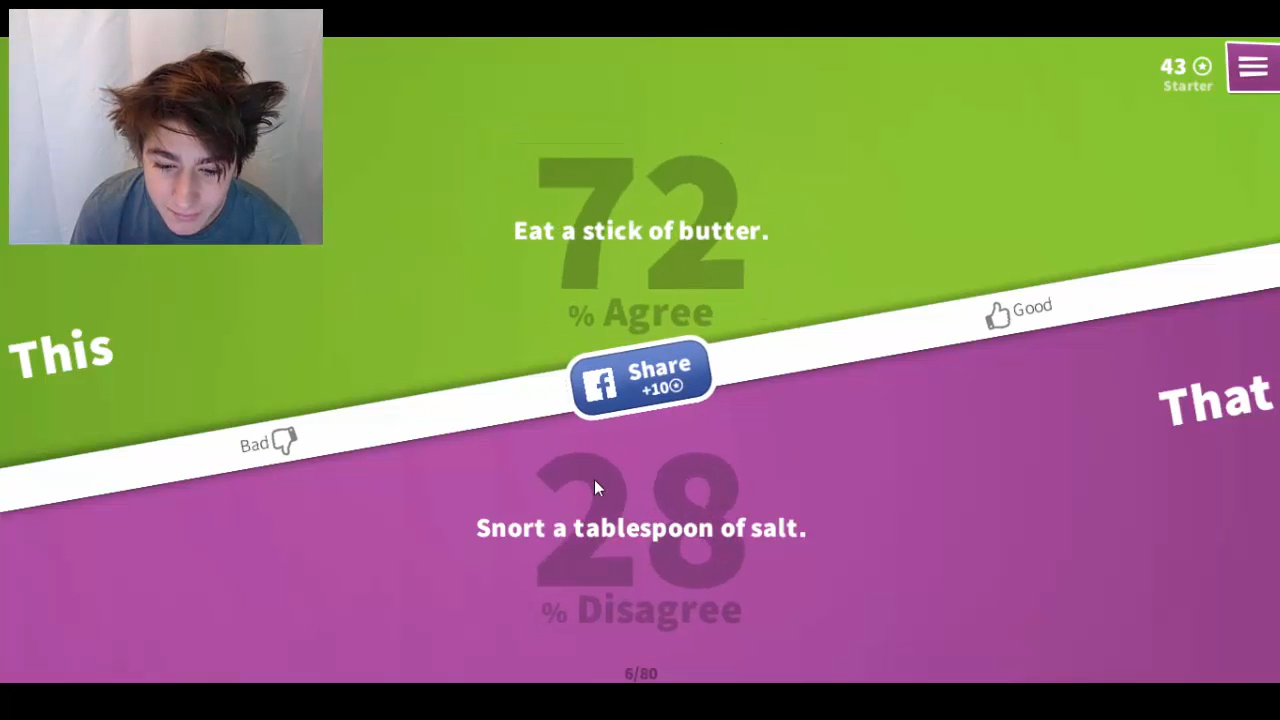 43
Starter
72
Eat a stick of butter.
% Agree
Good
This
Share
+10
That
Bad
28
Snort a tablespoon of salt.
% Disagree
6/80